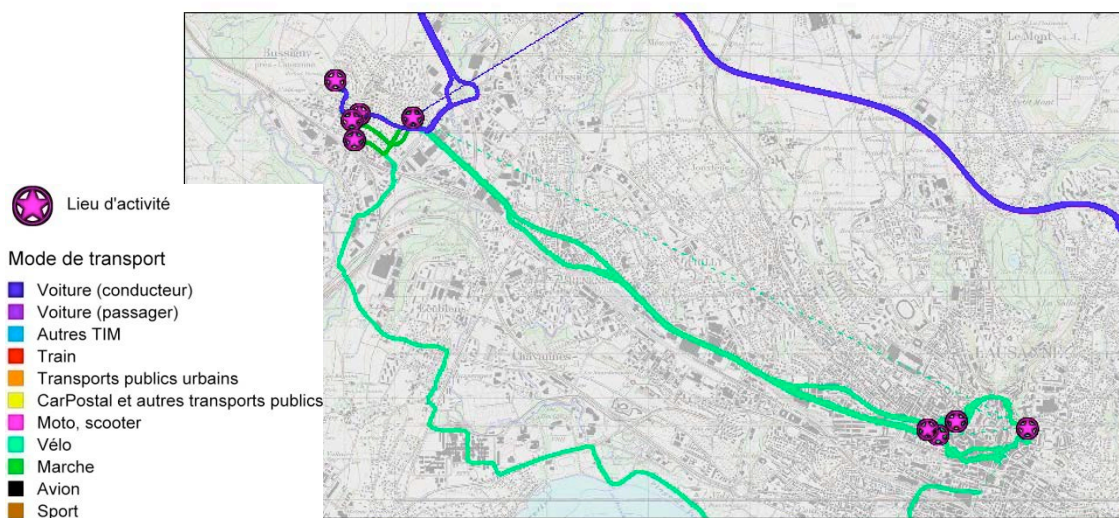 Bussigny
Crissier
Le Mont
Ecublens
Chavannes
LAUSANNE
Lieu d'activité
Mode de transport
Voiture (conducteur)
Voiture (passager)
Autres TIM
Train
Transports publics urbains
CarPostal et autres transports publics
Moto, scooter
Vélo
Marche
Avion
Sport